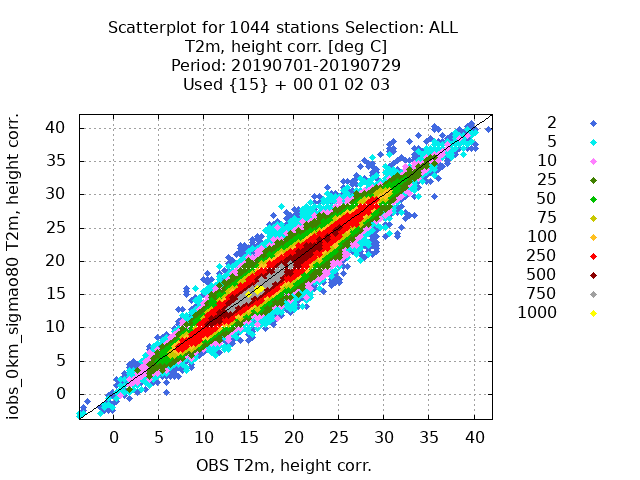 Scatterplot for 1044 stations Selection: ALL
T2m, height corr. [deg C]
Period: 20190701-20190729
Used {15} + 00 01 02 03
iobs_0km_sigmao80 T2m, height corr.
40
35
30
25
20
15
10
5
0
0 5 10 15 20 25 30 35 40
OBS T2m, height corr.
2
5
10
25
50
75
100
250
500
750
1000